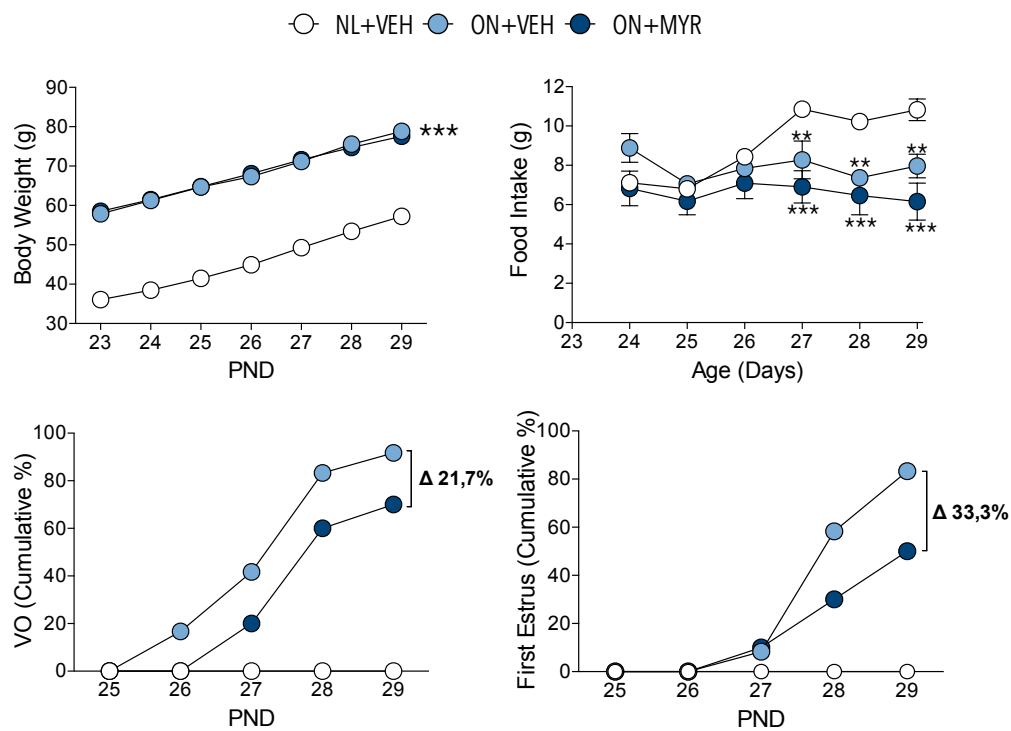 NL+VEH ON+VEH ON+MYR
90
80
70
60
50
40
30
Body Weight (g)
***
23 24 25 26 27 28 29
PND
12
10
8
6
4
2
0
Food Intake (g)
** ** **
*** *** ***
23 24 25 26 27 28 29
Age (Days)
100
80
60
40
20
0
VO (Cumulative %)
Δ 21,7%
25 26 27 28 29
PND
100
80
60
40
20
0
First Estrus (Cumulative %)
Δ 33,3%
25 26 27 28 29
PND